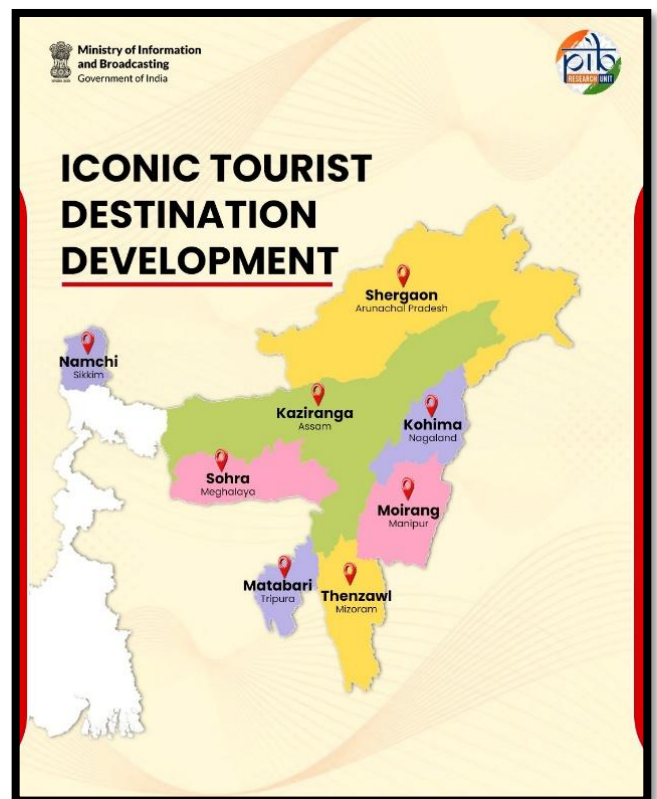 Ministry of Information
and Broadcasting
Government of India
pib
RESEARCH UNIT
ICONIC TOURIST
DESTINATION
DEVELOPMENT
Shergaon
Arunachal Pradesh
Namchi
Sikkim
Kaziranga
Assam
Kohima
Nagaland
Sohra
Meghalaya
Moirang
Manipur
Matabari
Tripura
Thenzawl
Mizoram